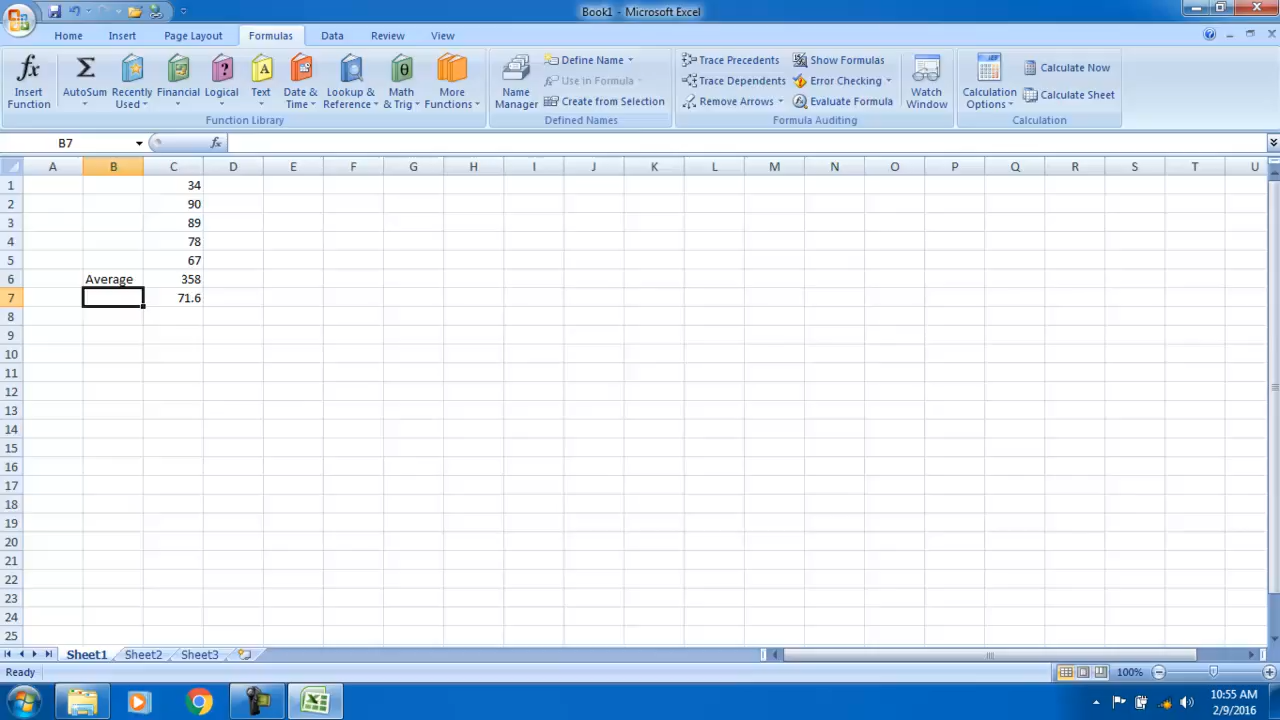 Book1 - Microsoft Excel
Home Insert Page Layout Formulas Data Review View
Insert Function
AutoSum
Recently Used
Financial
Logical
Text
Date & Time
Lookup & Reference
Math & Trig
More Functions
Function Library
Name Manager
Define Name
Use in Formula
Create from Selection
Defined Names
Trace Precedents
Trace Dependents
Remove Arrows
Show Formulas
Error Checking
Evaluate Formula
Formula Auditing
Watch Window
Calculation Options
Calculate Now
Calculate Sheet
Calculation
B7 fx
A B C D E F G H I J K L M N O P Q R S T U
1 34
2 90
3 89
4 78
5 67
6 Average 358
7 71.6
8
9
10
11
12
13
14
15
16
17
18
19
20
21
22
23
24
25
Sheet1 Sheet2 Sheet3
Ready 100%
10:55 AM
2/9/2016